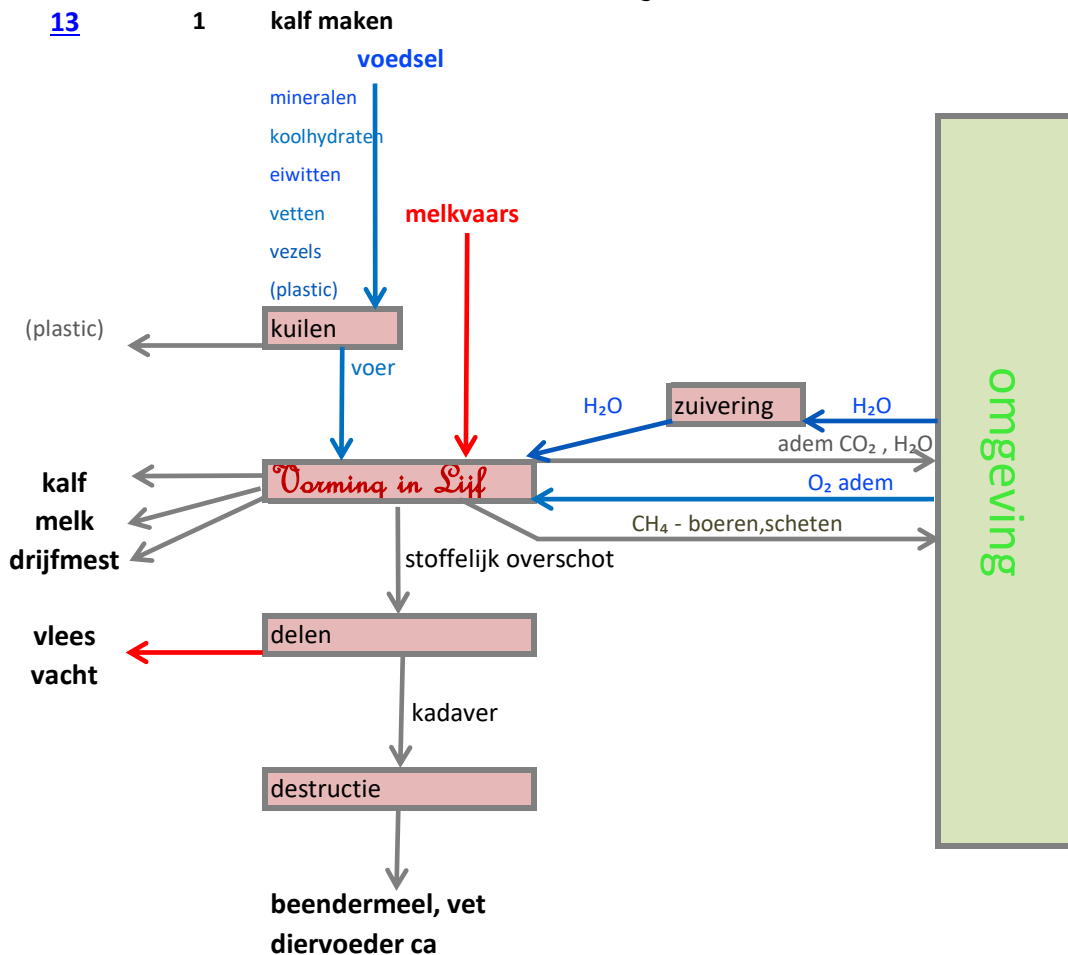 13 1 kalf maken
voedsel
mineralen
koolhydraten
eiwitten
vetten
melkvaars
vezels
(plastic)
(plastic)
kuilen
voer
H₂O
zuivering
H₂O
adem CO₂ , H₂O
kalf
Vorming in Lijf
O₂ adem
melk
CH₄ - boeren,scheten
drijfmest
stoffelijk overschot
omgeving
vlees
delen
vacht
kadaver
destructie
beendermeel, vet
diervoeder ca